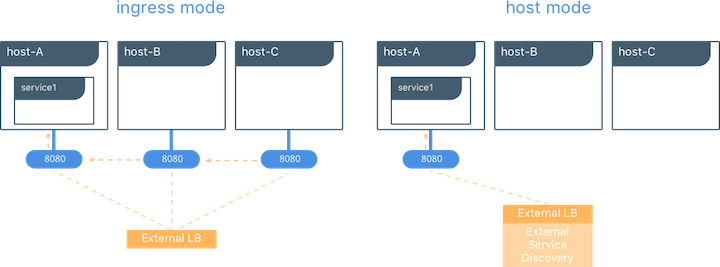 ingress mode
host mode
host-A
host-B
host-C
host-A
host-B
host-C
service1
service1
8080
8080
8080
8080
External LB
External LB
External
Service
Discovery